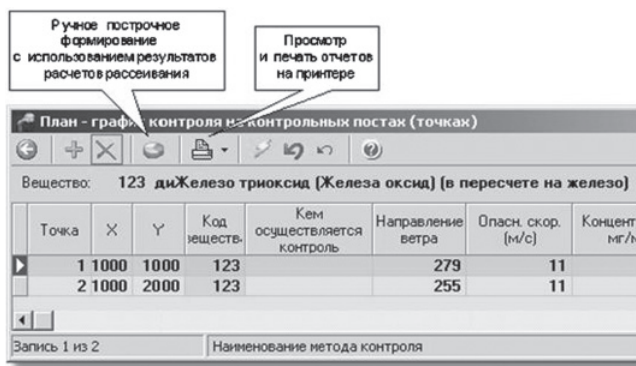 Ручное построчное
формирование
с использованием результатов
расчетов рассеивания
Просмотр
и печать отчетов
на принтере
План - график контроля на контрольных постах (точках)
Вещество: 123 диЖелезо триоксид (Железа оксид) (в пересчете на железо)
Точка X Y Код веществ. Кем осуществляется контроль Направление ветра Опасн. скор. (м/с) Концент мг/м
1 1000 1000 123 279 11
2 1000 2000 123 255 11
Запись 1 из 2 Наименование метода контроля